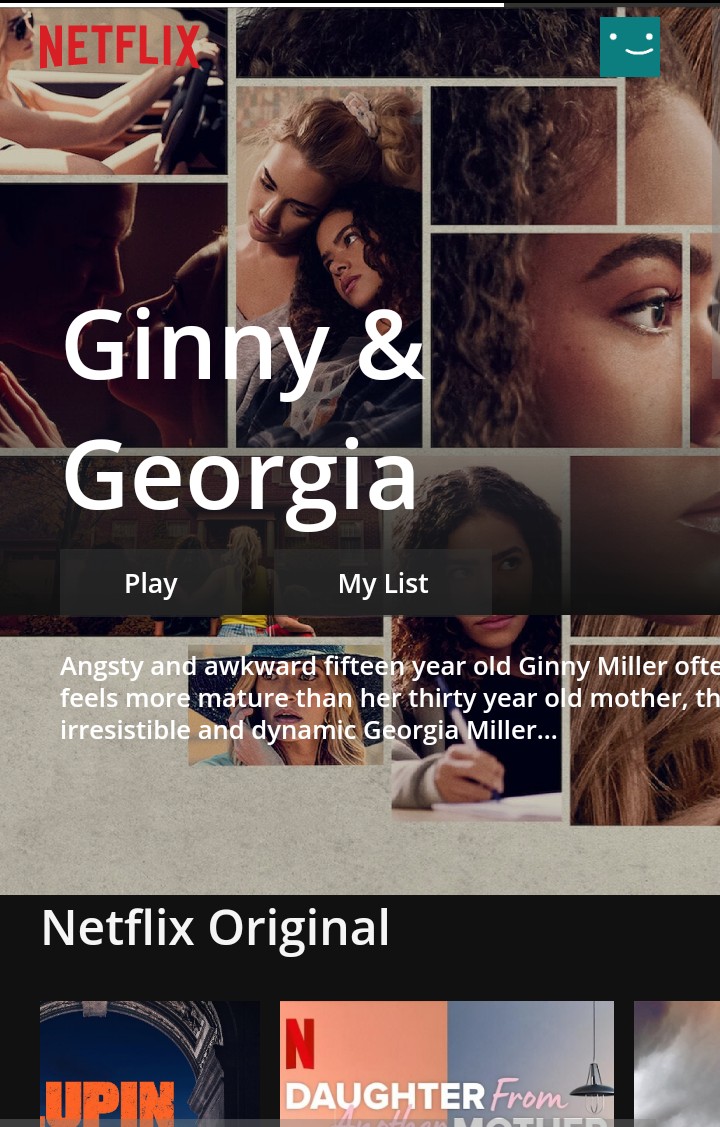 NETFLIX
Ginny &
Georgia
Play
My List
Angsty and awkward fifteen year old Ginny Miller ofte
feels more mature than her thirty year old mother, th
irresistible and dynamic Georgia Miller...
Netflix Original
UPIN
N
DAUGHTER From
Another MOTHER